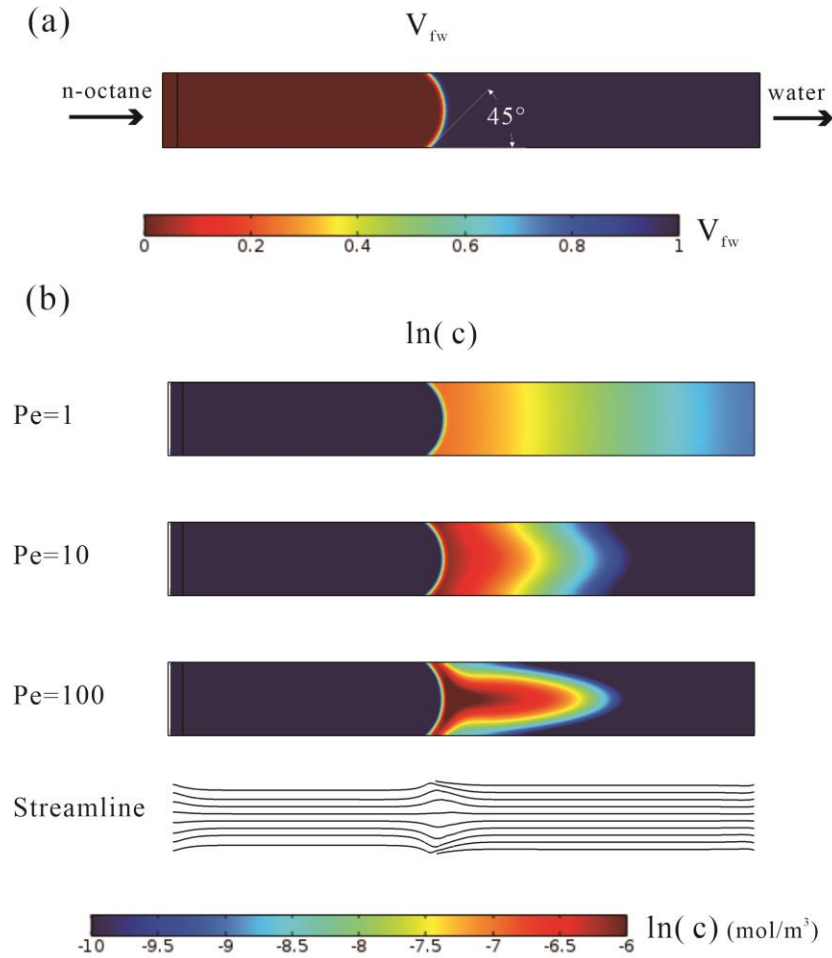 (a)
V_fw
n-octane
water
45°
0 0.2 0.4 0.6 0.8 1
V_fw
(b)
ln( c)
Pe=1
Pe=10
Pe=100
Streamline
-10 -9.5 -9 -8.5 -8 -7.5 -7 -6.5 -6
ln( c) (mol/m³)